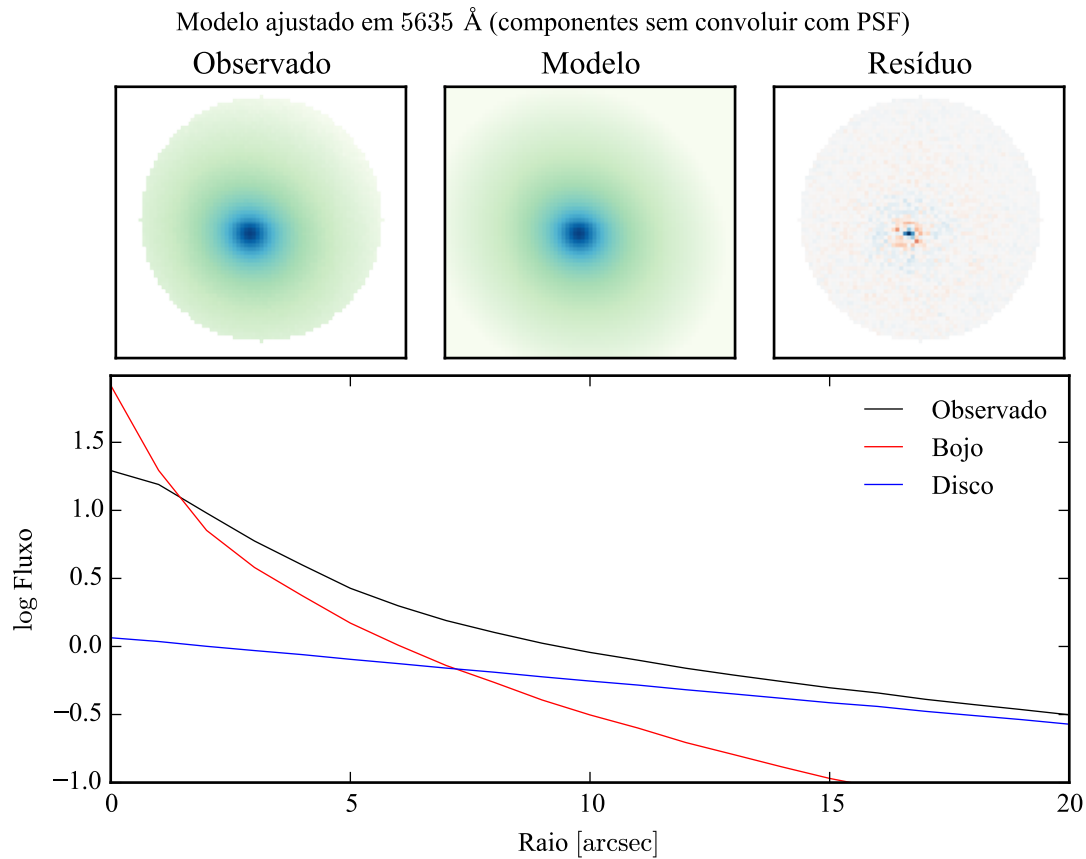 Modelo ajustado em 5635 Å (componentes sem convoluir com PSF)
Observado Modelo Resíduo
Observado
Bojo
Disco
1.5
1.0
0.5
0.0
−0.5
−1.0
log Fluxo
0 5 10 15 20
Raio [arcsec]